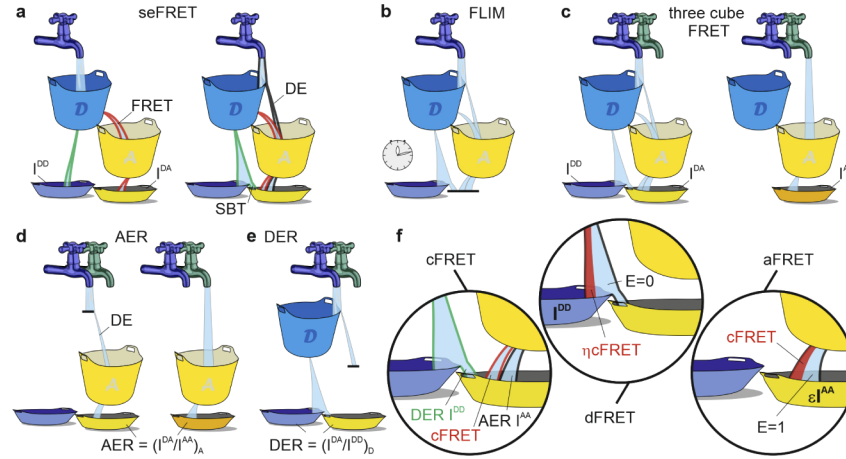 a
seFRET
D
FRET
A
I^DD
I^DA
D
DE
A
SBT
b
FLIM
D
A
c
three cube
FRET
D
A
I^DD
I^DA
A
d
AER
DE
A
A
AER = (I^DA/I^AA)_A
e
DER
D
DER = (I^DA/I^DD)_D
f
cFRET
DER I^DD
cFRET
AER I^AA
E=0
I^DD
ηcFRET
dFRET
aFRET
cFRET
εI^AA
E=1